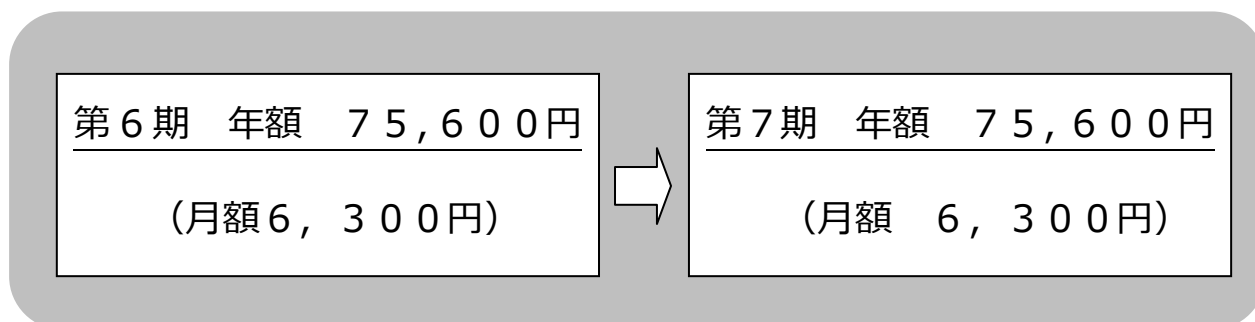 第６期　年額　７５,６００円
（月額６，３００円）
第７期　年額　７５,６００円
（月額　６，３００円）